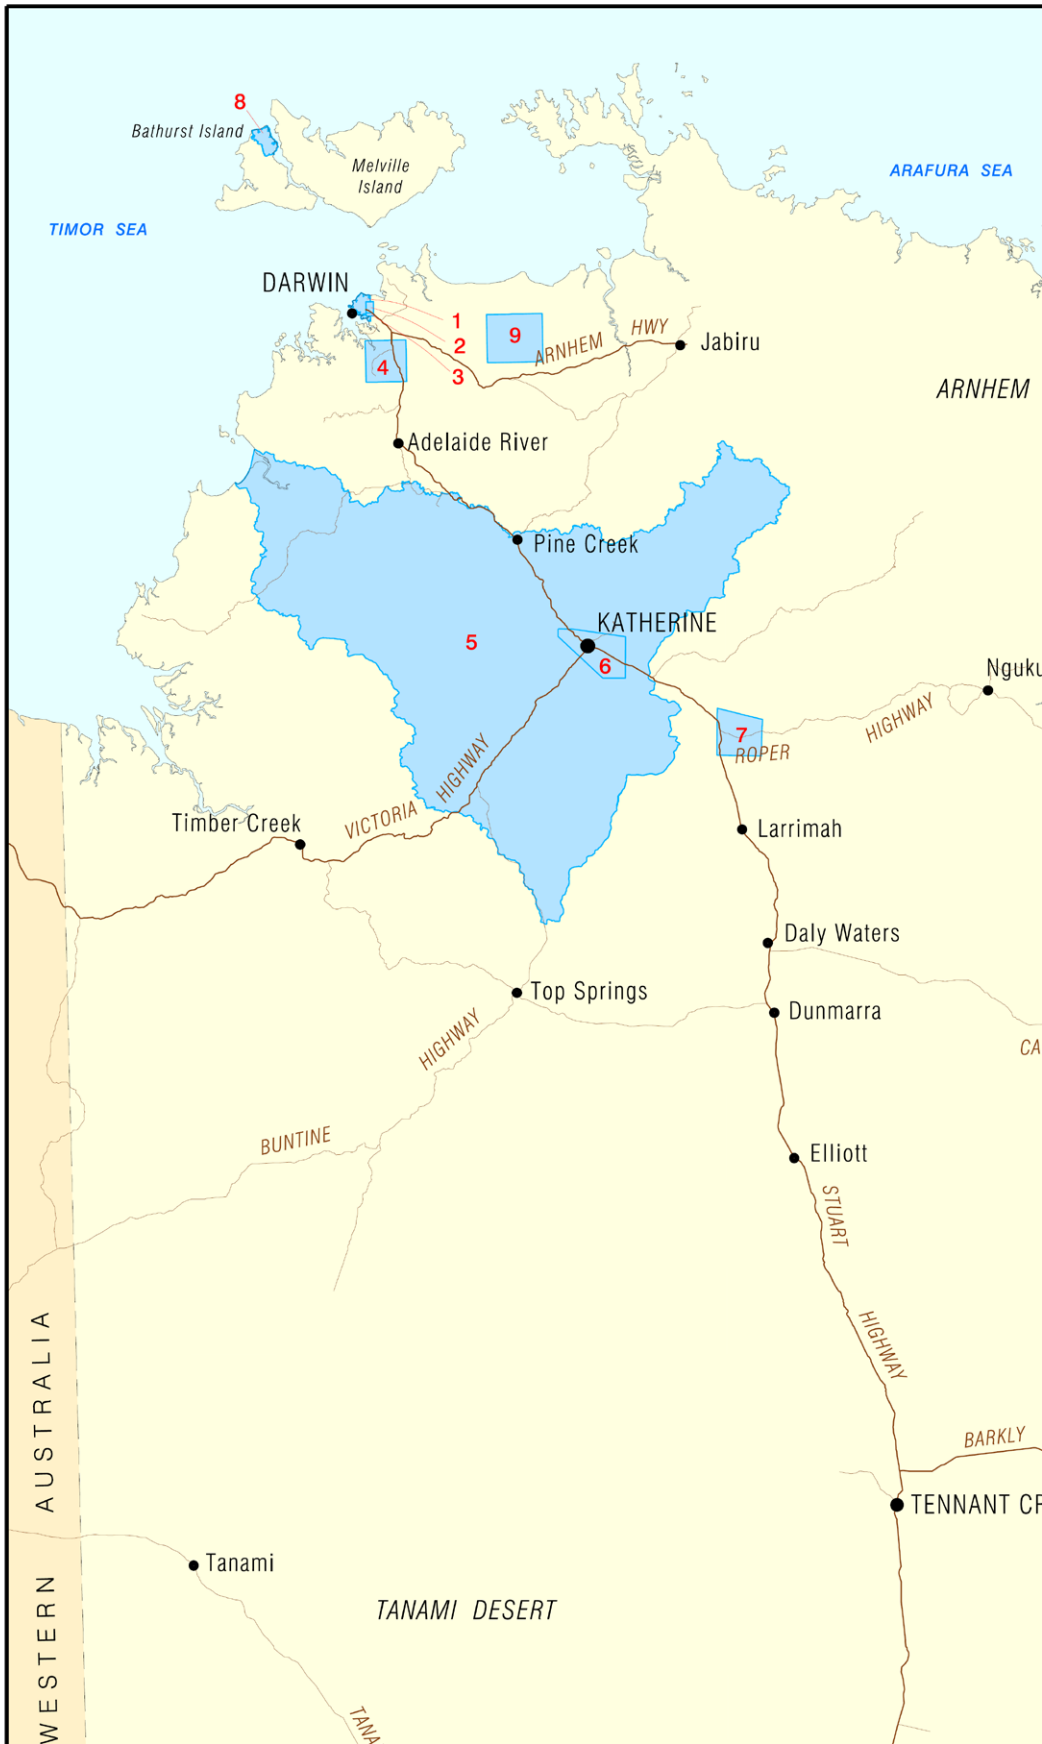 8
Bathurst Island
Melville
Island
ARAFURA SEA
TIMOR SEA
DARWIN
1
9
HWY
ARNHEM
Jabiru
2
4
3
ARNHEM
Adelaide River
Pine Creek
KATHERINE
5
6
Nguku
HIGHWAY
7
ROPER
HIGHWAY
VICTORIA
Timber Creek
Larrimah
Daly Waters
Top Springs
Dunmarra
HIGHWAY
CA
BUNTINE
Elliott
STUART
HIGHWAY
BARKLY
TENNANT CR
Tanami
TANAMI DESERT
WESTERN AUSTRALIA
TANA